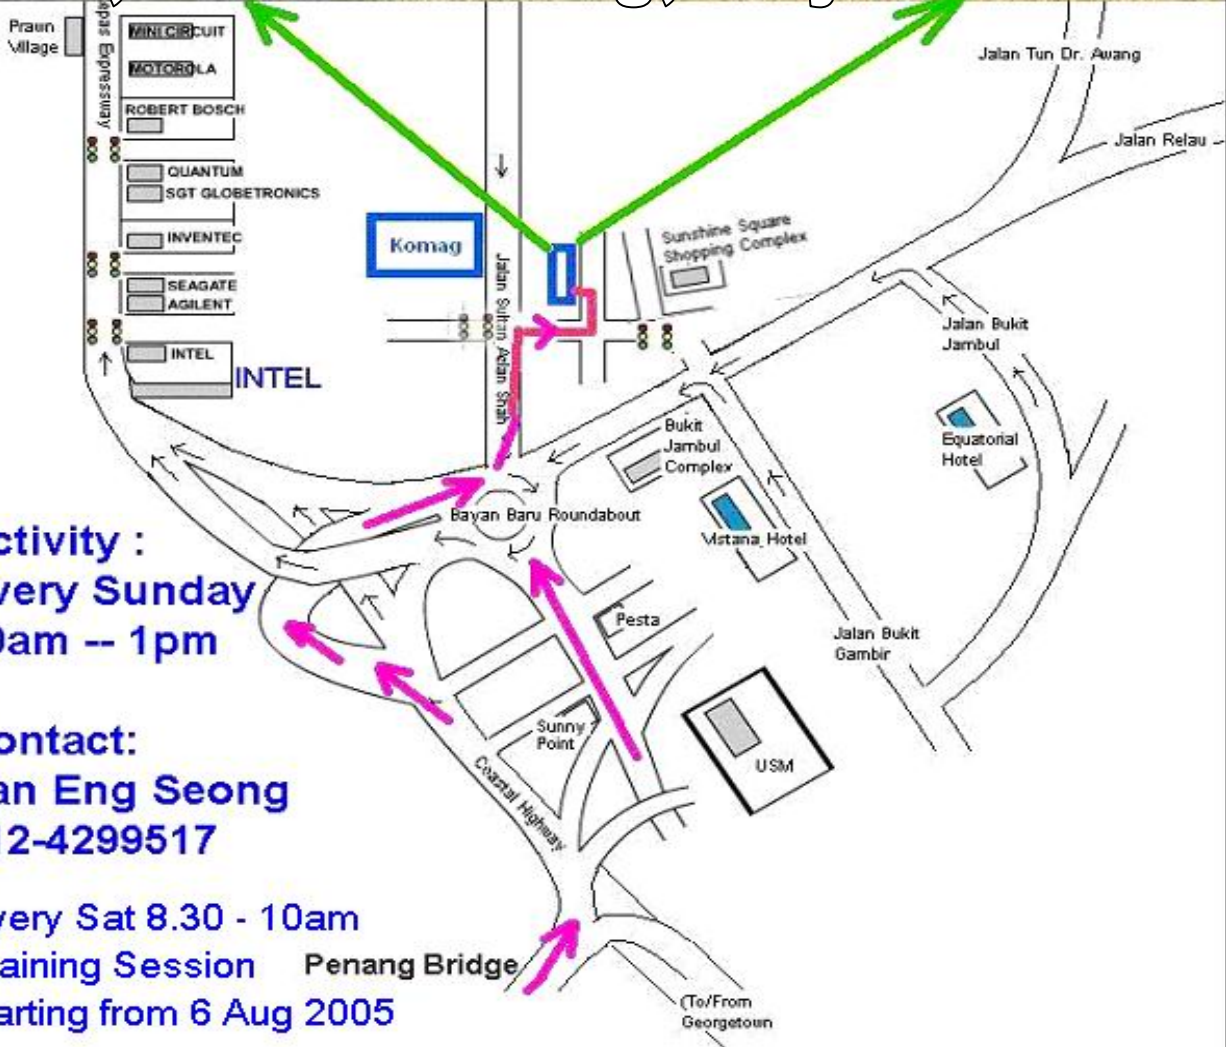 Prawn
Village
MINI CIRCUIT
MOTOROLA
ROBERT BOSCH
Expressway
QUANTUM
SGT GLOBETRONICS
INVENTEC
SEAGATE
AGILENT
INTEL
INTEL
Komag
Jalan Sultan Azlan Shah
Sunshine Square
Shopping Complex
Jalan Tun Dr. Awang
Jalan Relau
Jalan Bukit
Jambul
Equatorial
Hotel
Bukit
Jambul
Complex
Vistana Hotel
Bayan Baru Roundabout
Pesta
Jalan Bukit
Gambir
Sunny
Point
USM
Coastal Highway
ctivity :
very Sunday
0am -- 1pm
ontact:
an Eng Seong
12-4299517
very Sat 8.30 - 10am
aining Session
arting from 6 Aug 2005
Penang Bridge
(To/From
Georgetown